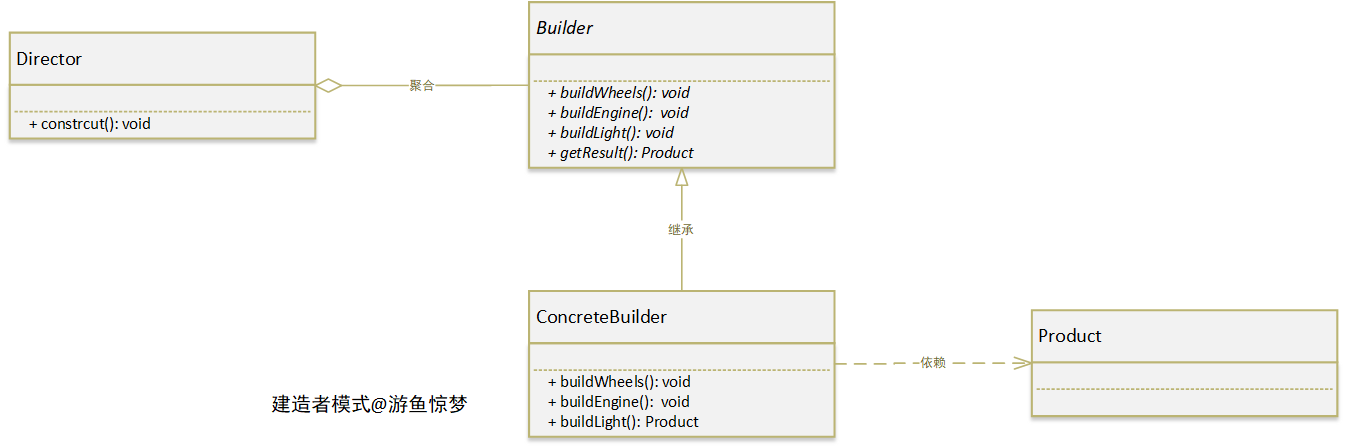 Director
+ constrcut(): void
聚合
Builder
+ buildWheels(): void
+ buildEngine(): void
+ buildLight(): void
+ getResult(): Product
继承
ConcreteBuilder
+ buildWheels(): void
+ buildEngine(): void
+ buildLight(): Product
依赖
Product
建造者模式@游鱼惊梦